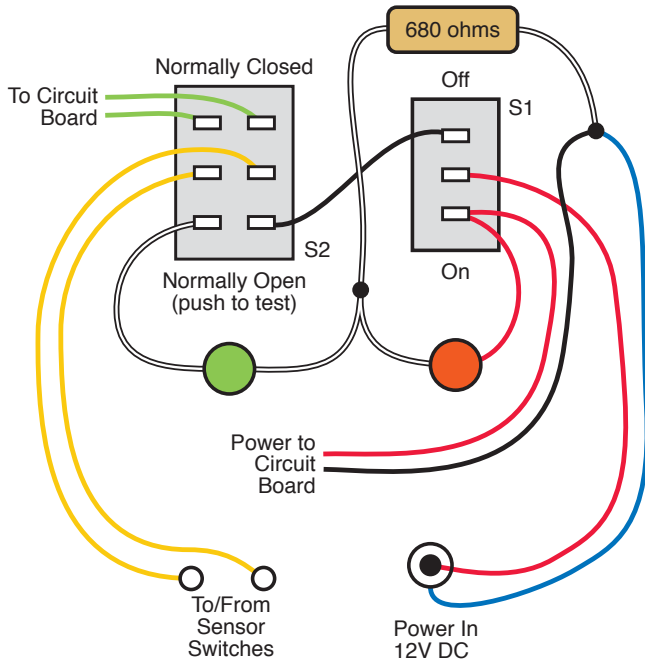 680 ohms
Normally Closed
Off
To Circuit
Board
S1
S2
Normally Open
(push to test)
On
Power to
Circuit
Board
To/From
Sensor
Switches
Power In
12V DC